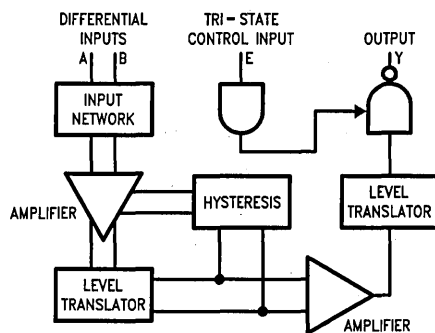 DIFFERENTIAL
INPUTS
A B
TRI-STATE
CONTROL INPUT
E
OUTPUT
Y
INPUT
NETWORK
AMPLIFIER
HYSTERESIS
LEVEL
TRANSLATOR
LEVEL
TRANSLATOR
AMPLIFIER